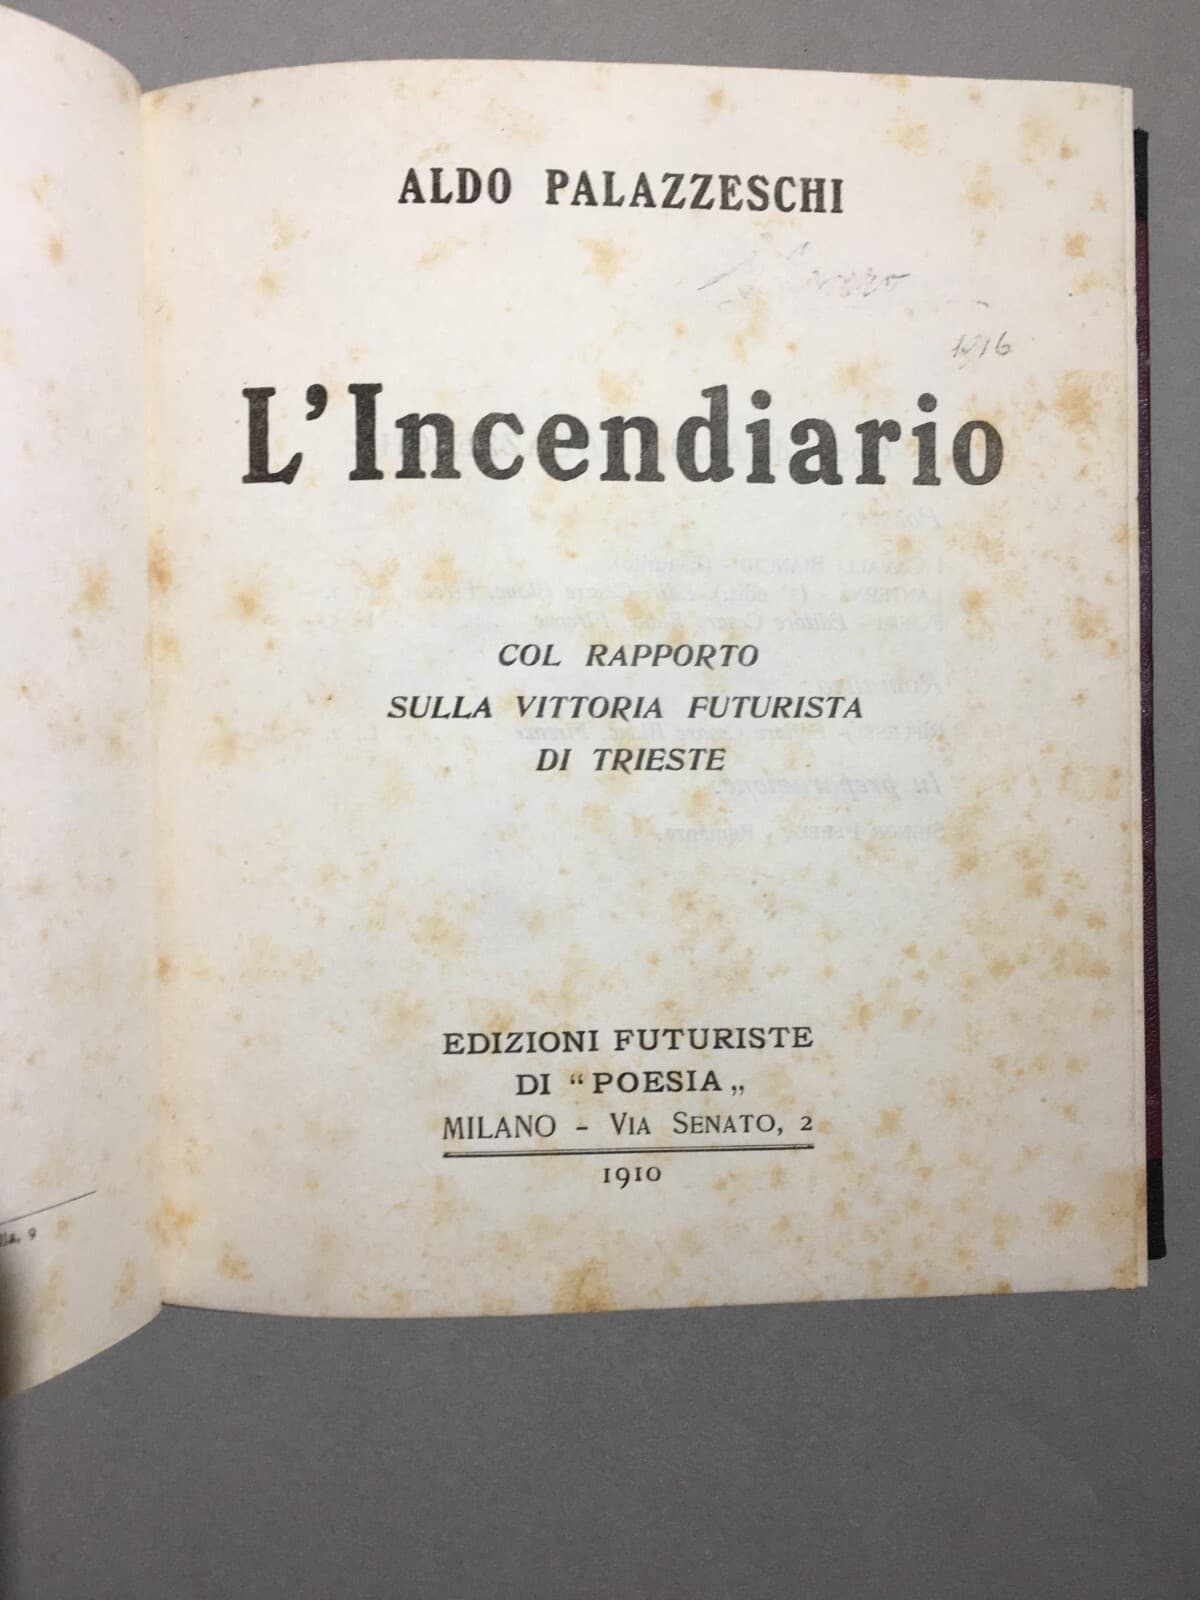 ALDO PALAZZESCHI
1916
L'Incendiario
COL RAPPORTO
SULLA VITTORIA FUTURISTA
DI TRIESTE
EDIZIONI FUTURISTE
DI “POESIA„
MILANO - VIA SENATO, 2
1910
9